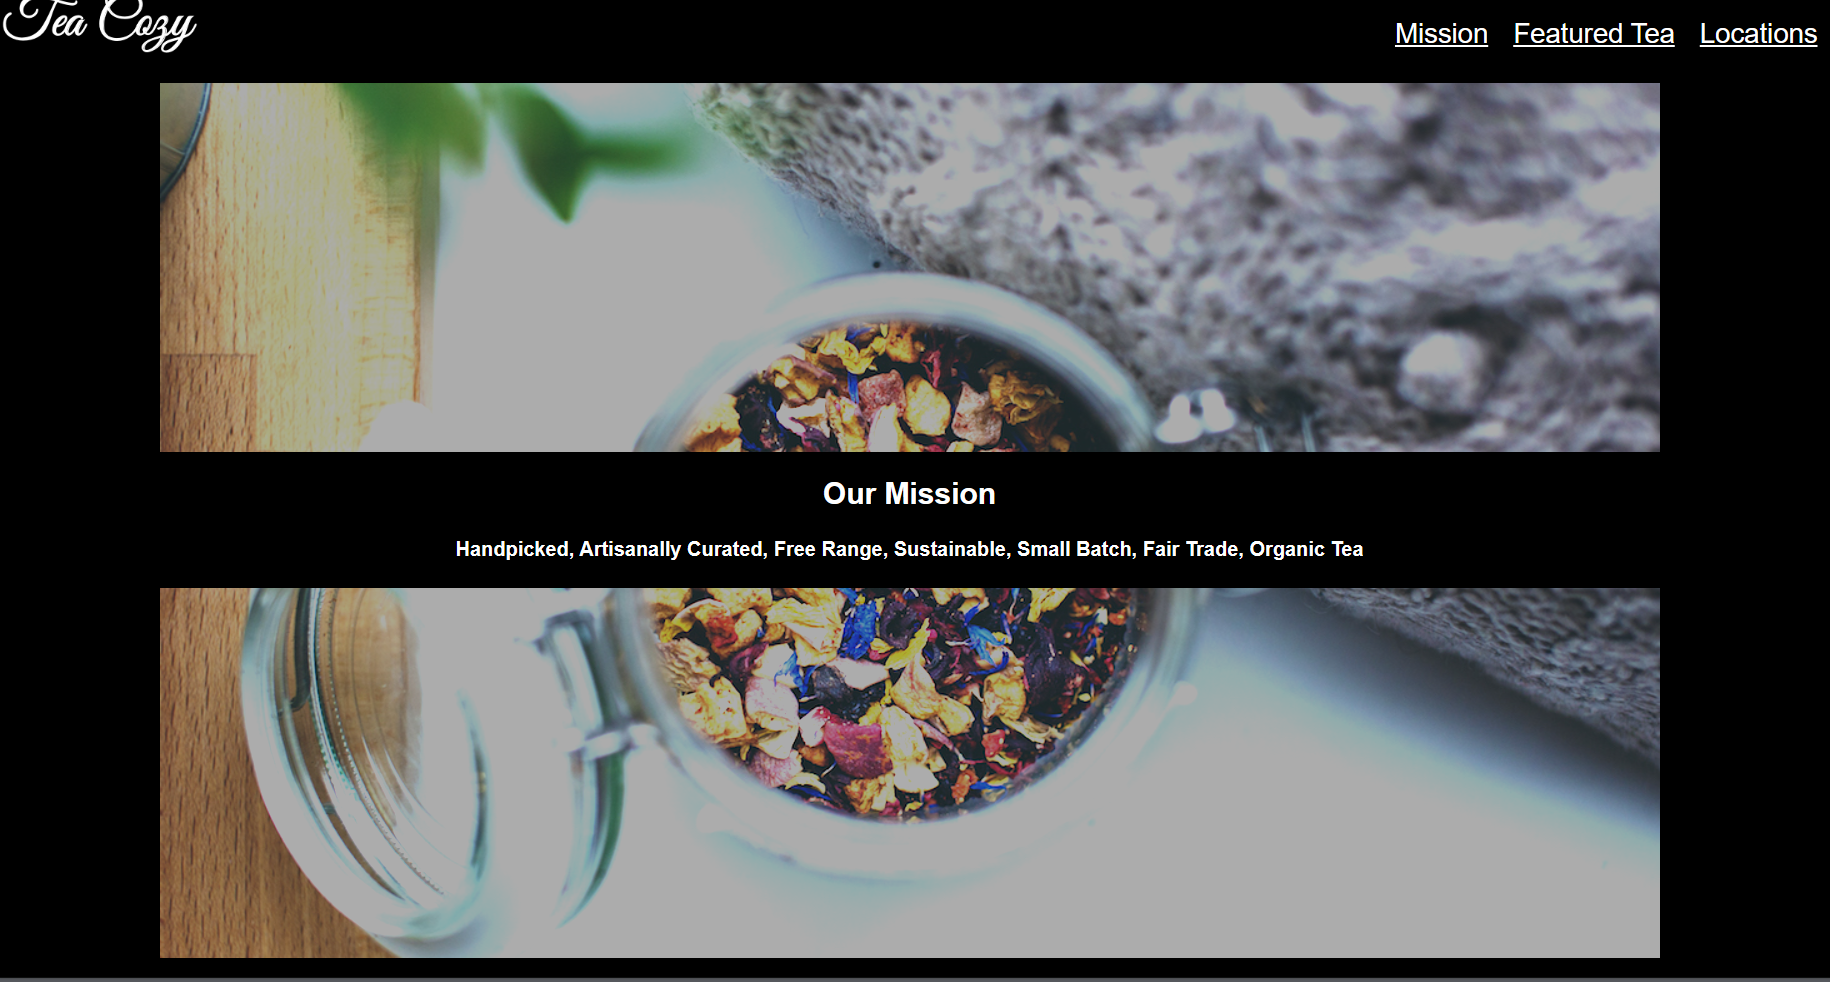 Tea Cozy
Mission Featured Tea Locations
Our Mission
Handpicked, Artisanally Curated, Free Range, Sustainable, Small Batch, Fair Trade, Organic Tea